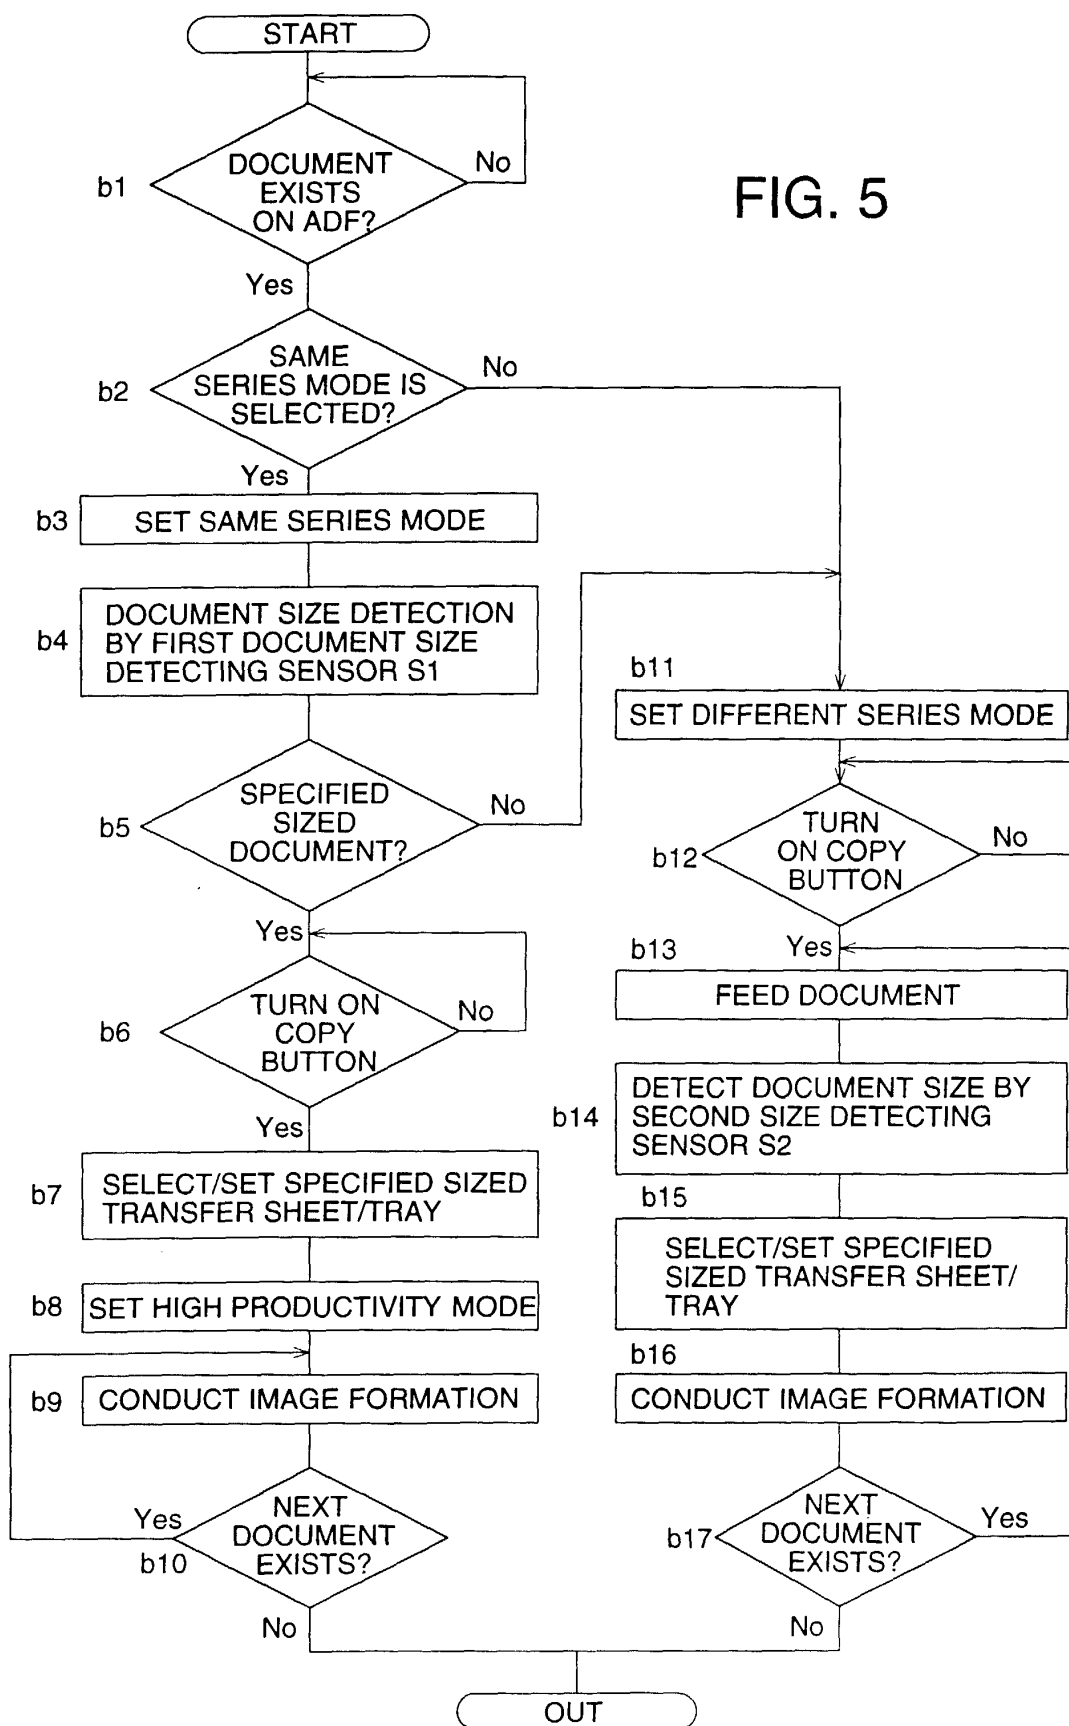 START
b1
DOCUMENT
EXISTS
ON ADF?
No
Yes
FIG. 5
b2
SAME
SERIES MODE IS
SELECTED?
No
Yes
b3
SET SAME SERIES MODE
b4
DOCUMENT SIZE DETECTION
BY FIRST DOCUMENT SIZE
DETECTING SENSOR S1
b5
SPECIFIED
SIZED
DOCUMENT?
No
Yes
b6
TURN ON
COPY
BUTTON
No
Yes
b7
SELECT/SET SPECIFIED SIZED
TRANSFER SHEET/TRAY
b8
SET HIGH PRODUCTIVITY MODE
b9
CONDUCT IMAGE FORMATION
b10
NEXT
DOCUMENT
EXISTS?
Yes
No
b11
SET DIFFERENT SERIES MODE
b12
TURN
ON COPY
BUTTON
No
Yes
b13
FEED DOCUMENT
b14
DETECT DOCUMENT SIZE BY
SECOND SIZE DETECTING
SENSOR S2
b15
SELECT/SET SPECIFIED
SIZED TRANSFER SHEET/
TRAY
b16
CONDUCT IMAGE FORMATION
b17
NEXT
DOCUMENT
EXISTS?
Yes
No
OUT